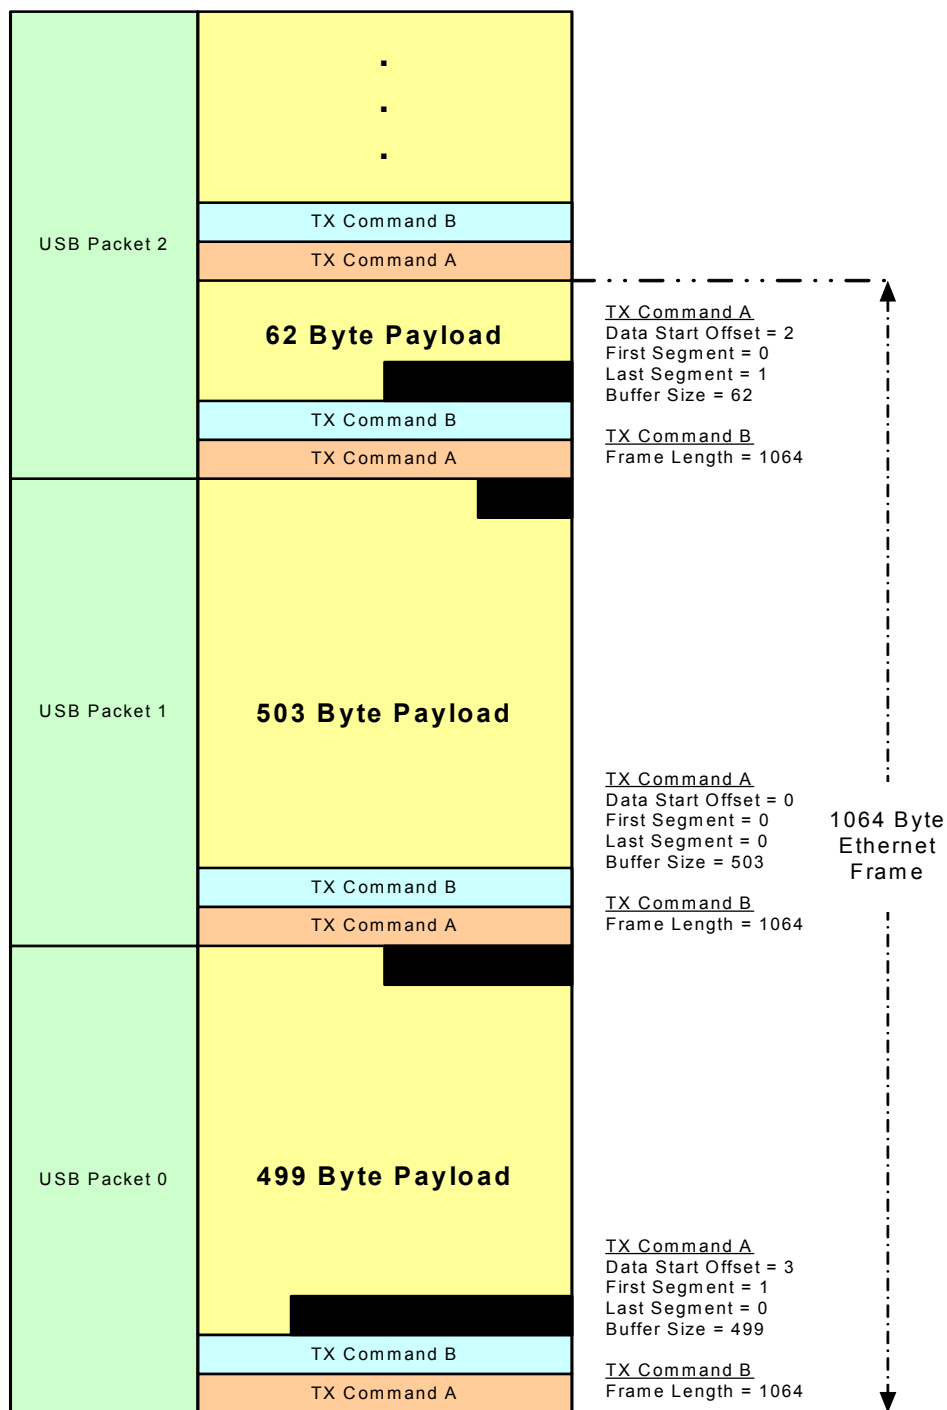 .
.
.
TX Command B
USB Packet 2
TX Command A
62 Byte Payload
TX Command A
Data Start Offset = 2
First Segment = 0
Last Segment = 1
Buffer Size = 62
TX Command B
TX Command B
Frame Length = 1064
TX Command A
USB Packet 1
503 Byte Payload
TX Command A
Data Start Offset = 0
First Segment = 0
Last Segment = 0
Buffer Size = 503
1064 Byte
Ethernet
Frame
TX Command B
TX Command B
Frame Length = 1064
TX Command A
USB Packet 0
499 Byte Payload
TX Command A
Data Start Offset = 3
First Segment = 1
Last Segment = 0
Buffer Size = 499
TX Command B
TX Command B
Frame Length = 1064
TX Command A